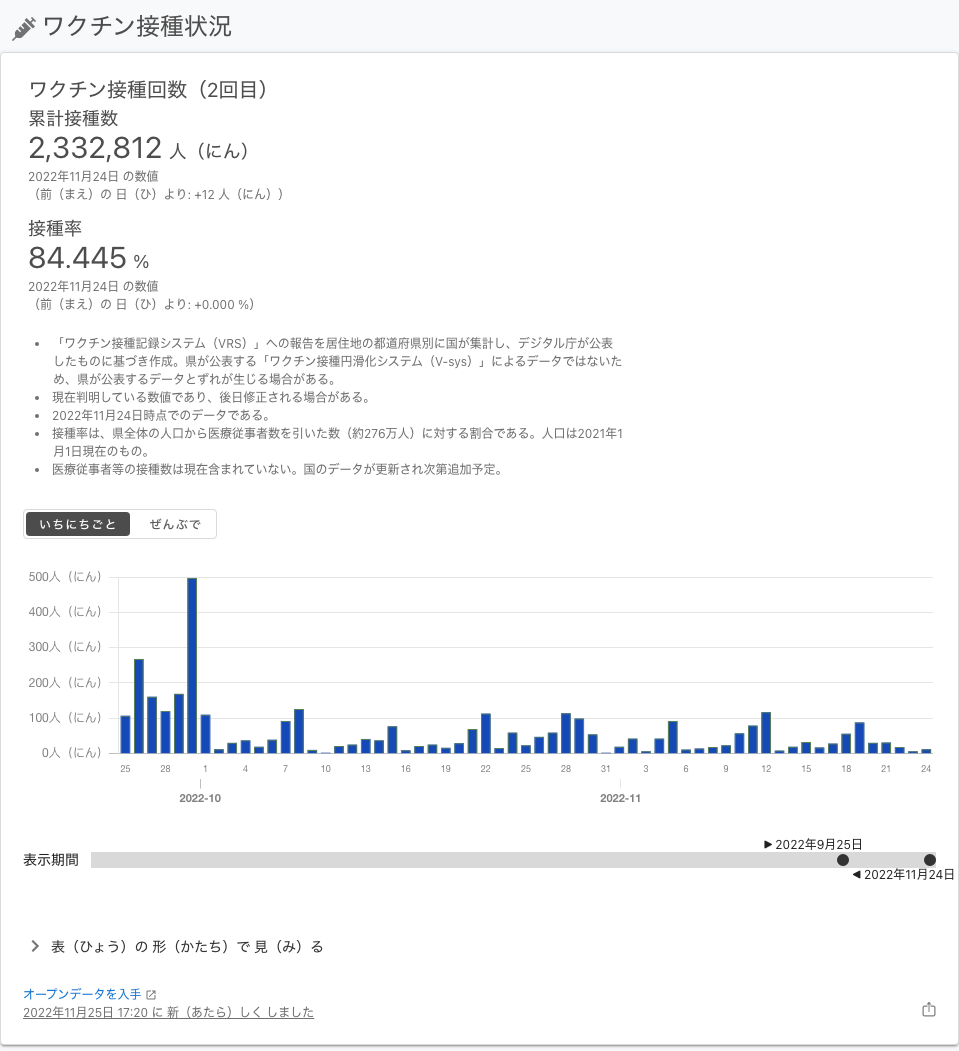 ワクチン接種状況
ワクチン接種回数（2回目）
累計接種数
2,332,812 人（にん）
2022年11月24日 の数値
（前（まえ）の 日（ひ）より: +12 人（にん））
接種率
84.445 %
2022年11月24日 の数値
（前（まえ）の 日（ひ）より: +0.000 %）
• 「ワクチン接種記録システム（VRS）」への報告を居住地の都道府県別に国が集計し、デジタル庁が公表
したものに基づき作成。県が公表する「ワクチン接種円滑化システム（V-sys）」によるデータではないた
め、県が公表するデータとずれが生じる場合がある。
• 現在判明している数値であり、後日修正される場合がある。
• 2022年11月24日時点でのデータである。
• 接種率は、県全体の人口から医療従事者数を引いた数（約276万人）に対する割合である。人口は2021年1
月1日現在のもの。
• 医療従事者等の接種数は現在含まれていない。国のデータが更新され次第追加予定。
いちにちごと ぜんぶで
500人（にん）
400人（にん）
300人（にん）
200人（にん）
100人（にん）
0人（にん）
25 28 1 4 7 10 13 16 19 22 25 28 31 3 6 9 12 15 18 21 24
2022-10 2022-11
▶ 2022年9月25日
表示期間
◀ 2022年11月24日
表（ひょう）の 形（かたち）で 見（み）る
オープンデータを入手
2022年11月25日 17:20 に 新（あたら）しく しました